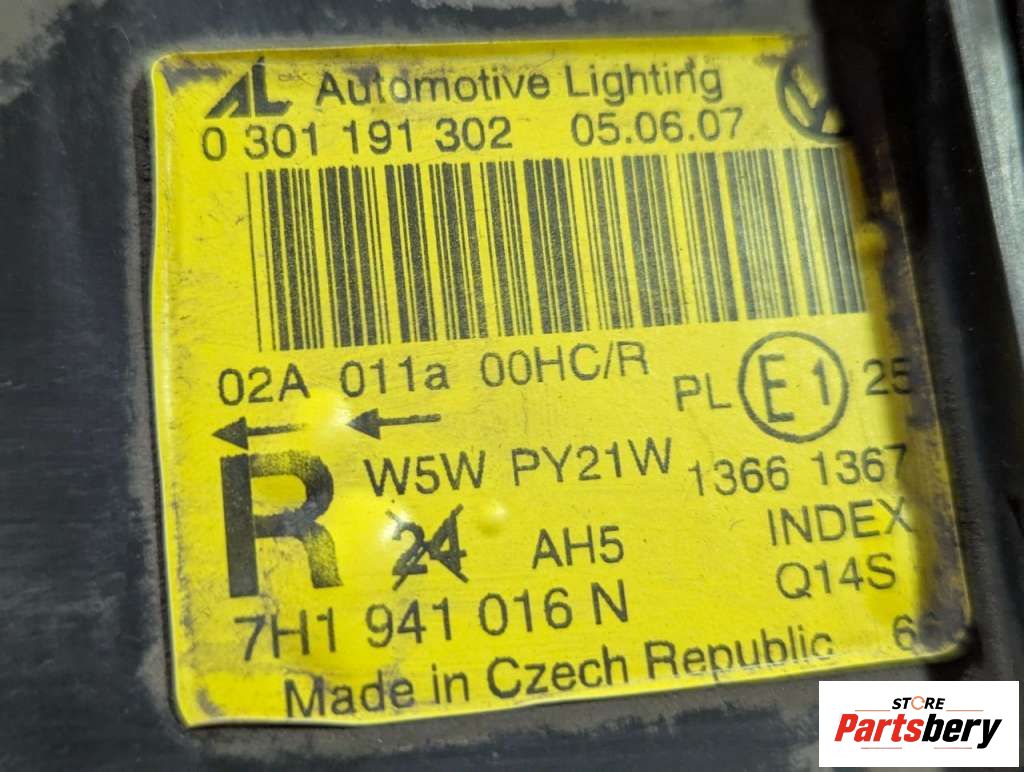 AL Automotive Lighting
0 301 191 302 05.06.07
02A 011a 00HC/R
PL E1 25
W5W PY21W 1366 1367
R 24 AH5 INDEX
7H1 941 016 N Q14S
Made in Czech Republic
STORE
Partsbery